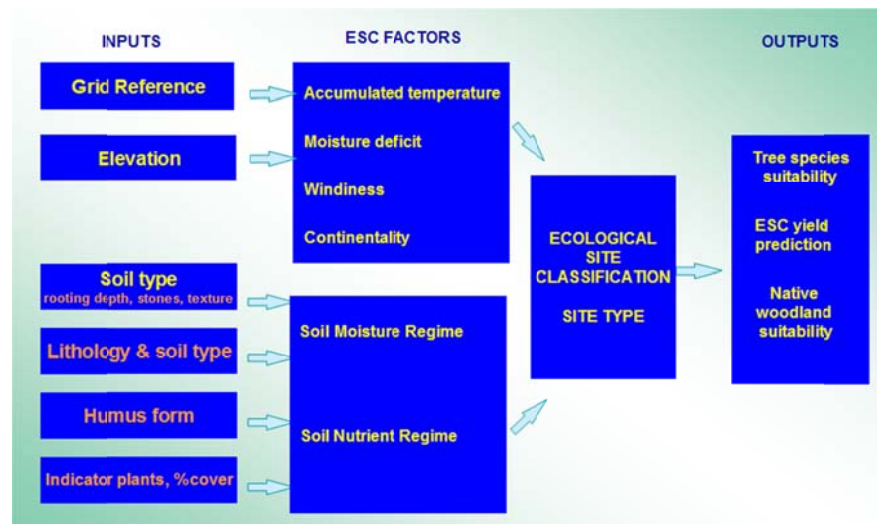 INPUTS
Grid Reference
Elevation
Soil type
rooting depth, stones, texture
Lithology & soil type
Humus form
Indicator plants, %cover
ESC FACTORS
Accumulated temperature
Moisture deficit
Windiness
Continentality
Soil Moisture Regime
Soil Nutrient Regime
ECOLOGICAL
SITE
CLASSIFICATION
SITE TYPE
OUTPUTS
Tree species
suitability
ESC yield
prediction
Native
woodland
suitability